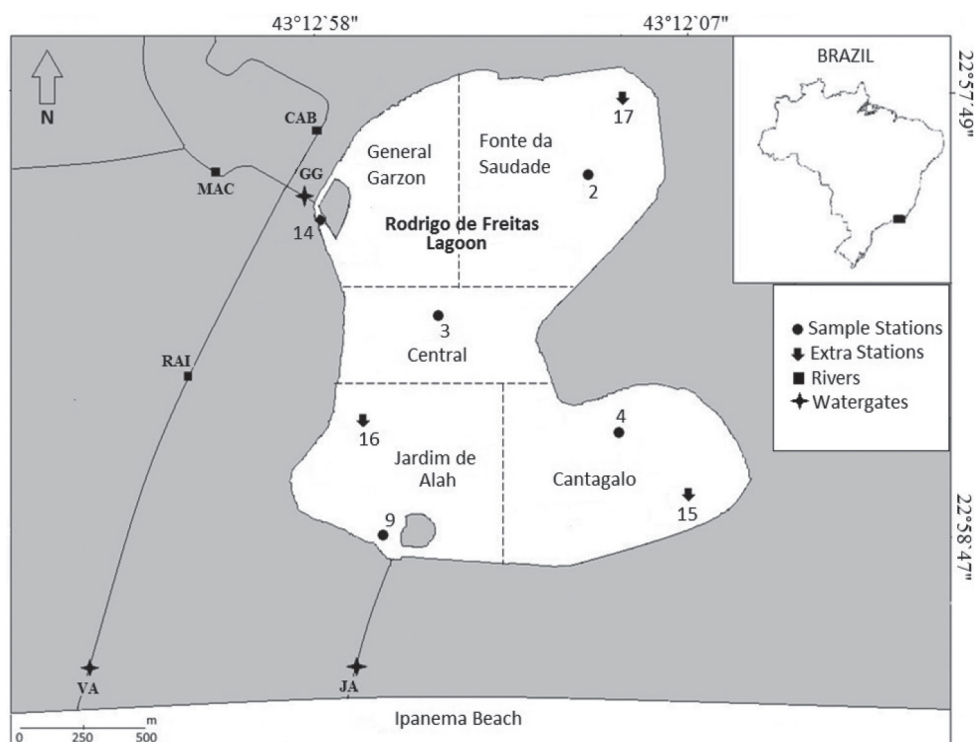 43°12`58"
43°12`07"
22°57`49"
N
BRAZIL
CAB
MAC
GG
14
General
Garzon
Fonte da
Saudade
17
2
Rodrigo de Freitas
Lagoon
3
Central
Sample Stations
Extra Stations
Rivers
Watergates
RAI
16
Jardim de
Alah
4
Cantagalo
15
9
22°58`47"
VA
JA
Ipanema Beach
m
0 250 500